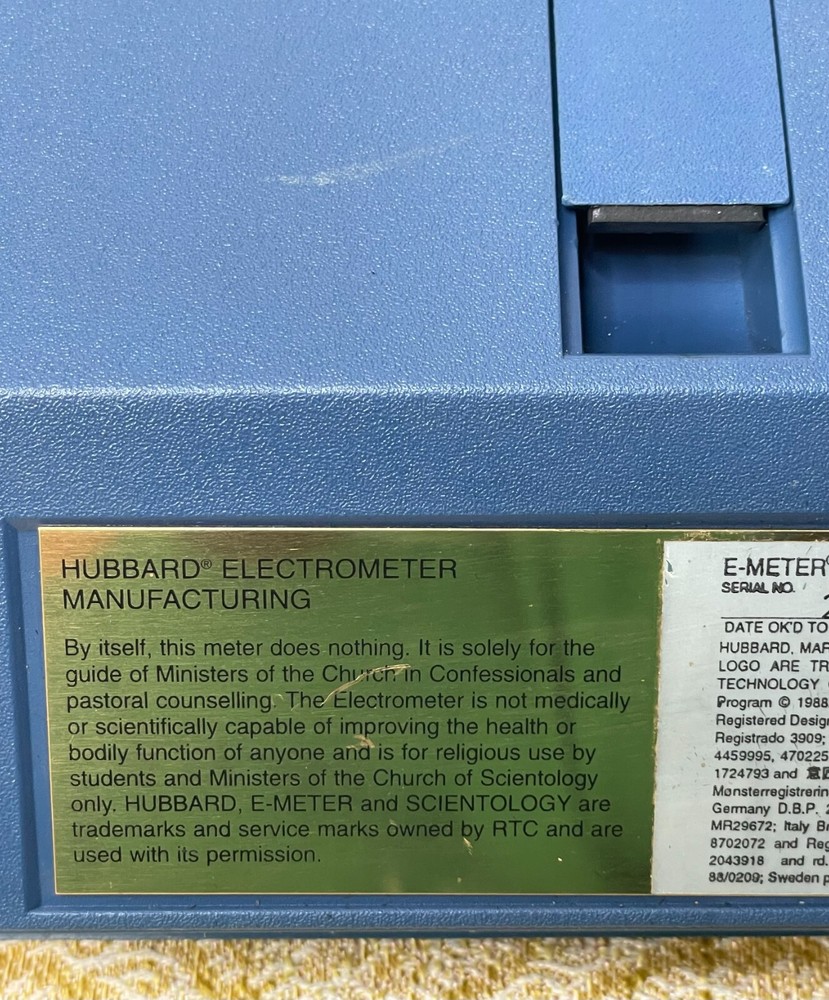 HUBBARD® ELECTROMETER
MANUFACTURING
By itself, this meter does nothing. It is solely for the
guide of Ministers of the Church in Confessionals and
pastoral counselling. The Electrometer is not medically
or scientifically capable of improving the health or
bodily function of anyone and is for religious use by
students and Ministers of the Church of Scientology
only. HUBBARD, E-METER and SCIENTOLOGY are
trademarks and service marks owned by RTC and are
used with its permission.
E-METER
SERIAL NO.
DATE OK'D TO
HUBBARD, MAR
LOGO ARE TR
TECHNOLOGY
Program © 1988
Registered Desig
Registrado 3909;
4459995, 470225
1724793 and 意匠
Mønsterregistrerin
Germany D.B.P. 2
MR29672; Italy B
8702072 and Reg
2043918 and rd.
88/0209; Sweden p